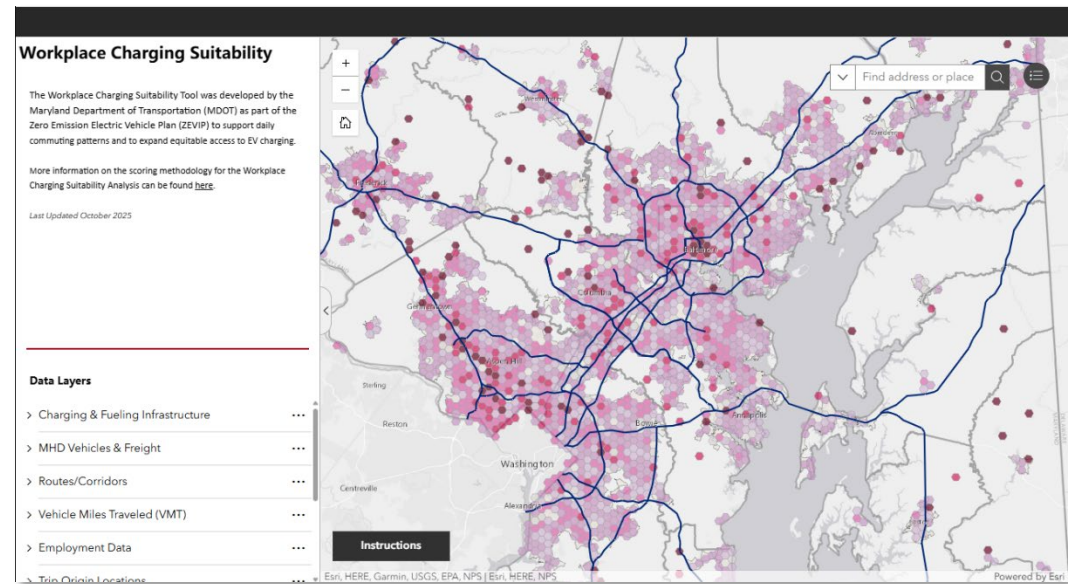 Workplace Charging Suitability
The Workplace Charging Suitability Tool was developed by the
Maryland Department of Transportation (MDOT) as part of the
Zero Emission Electric Vehicle Plan (ZEVIP) to support daily
commuting patterns and to expand equitable access to EV charging.
More information on the scoring methodology for the Workplace
Charging Suitability Analysis can be found here.
Last Updated October 2025
Data Layers
Charging & Fueling Infrastructure
MHD Vehicles & Freight
Routes/Corridors
Vehicle Miles Traveled (VMT)
Employment Data
Trip Origin Locations
Find address or place
Frederick
Baltimore
Columbia
Germantown
Sterling
Reston
Bowie
Annapolis
Washington
Centreville
Alexandria
Instructions
Esri, HERE, Garmin, USGS, EPA, NPS | Esri, HERE, NPS
Powered by Esri